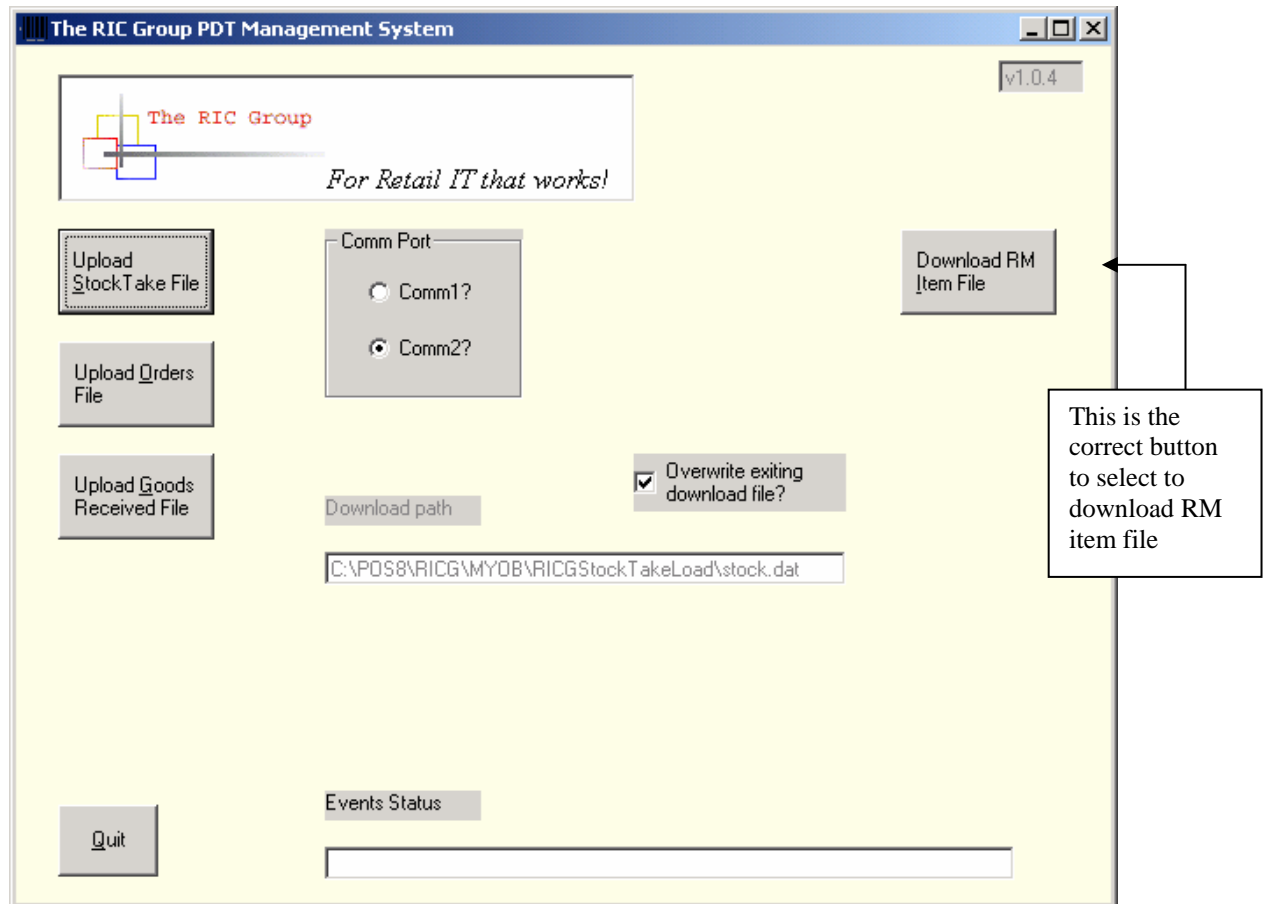 The RIC Group PDT Management System
v1.0.4
The RIC Group
For Retail IT that works!
Upload
StockTake File
Comm Port
Comm1?
Comm2?
Download RM
Item File
Upload Orders
File
This is the
correct button
to select to
download RM
item file
Upload Goods
Received File
Overwrite exiting
download file?
Download path
C:\POS8\RICG\MYOB\RICGStockTakeLoad\stock.dat
Quit
Events Status